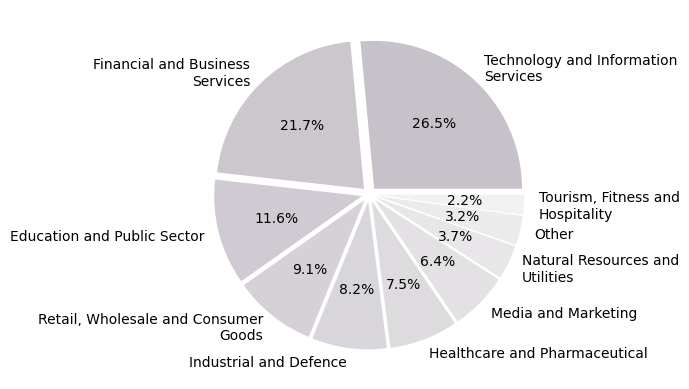 Technology and Information
Services
26.5%
Financial and Business
Services
21.7%
Education and Public Sector
11.6%
Retail, Wholesale and Consumer
Goods
9.1%
Industrial and Defence
8.2%
Healthcare and Pharmaceutical
7.5%
Media and Marketing
6.4%
Natural Resources and
Utilities
3.7%
Other
3.2%
Tourism, Fitness and
Hospitality
2.2%